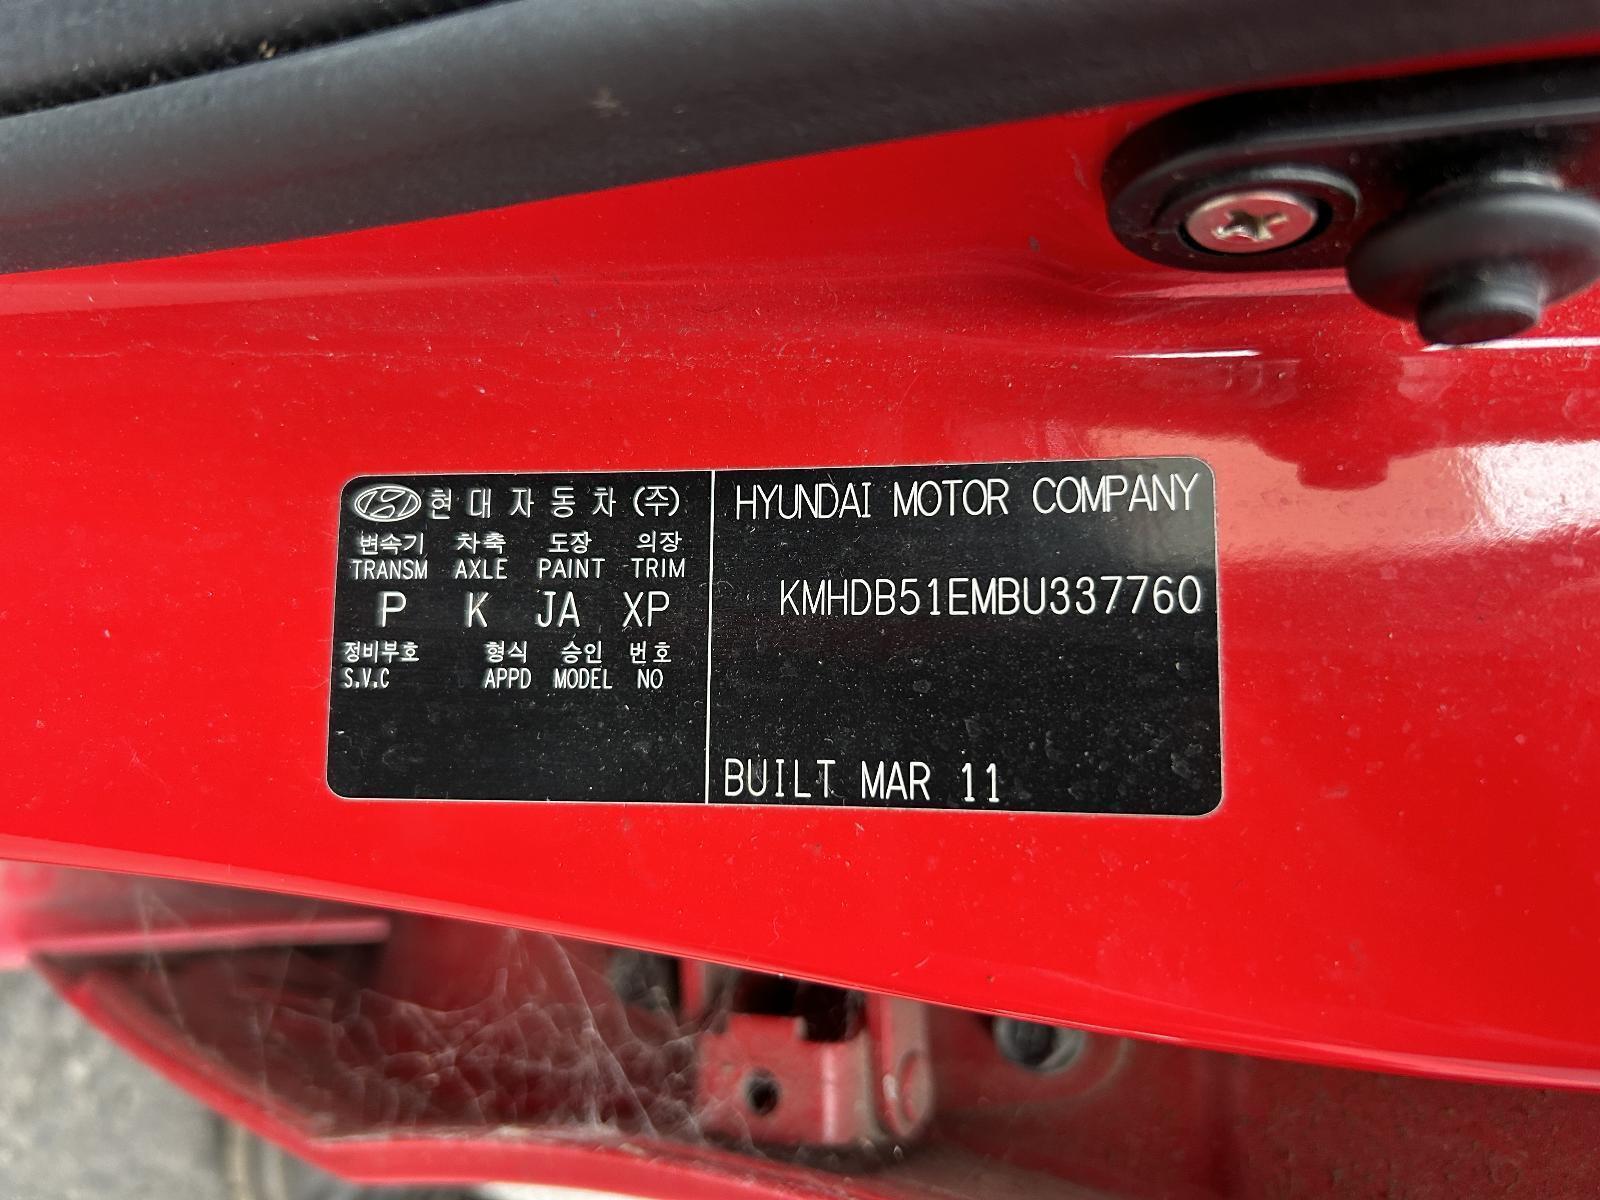 현대자동차(주)
변속기 차축 도장 의장
TRANSM AXLE PAINT TRIM
P K JA XP
정비부호 형식 승인 번호
S.V.C APPD MODEL NO
HYUNDAI MOTOR COMPANY
KMHDB51EMBU337760
BUILT MAR 11